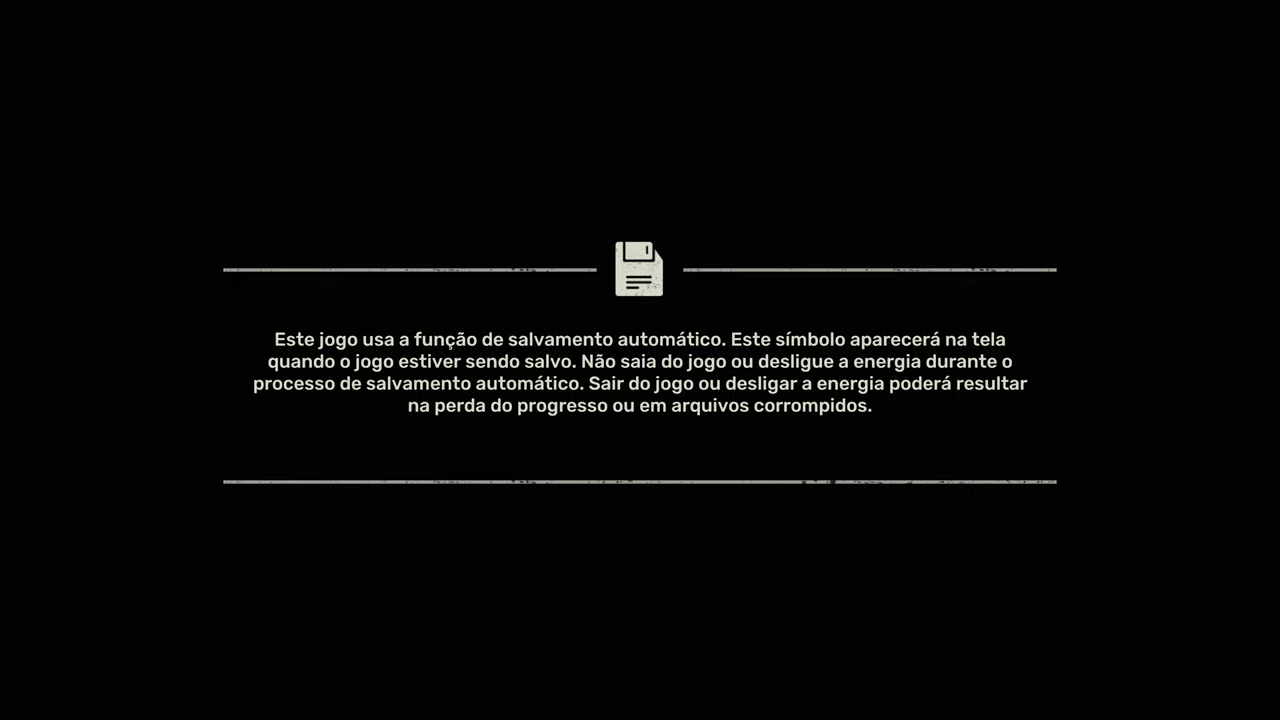 Este jogo usa a função de salvamento automático. Este símbolo aparecerá na tela
quando o jogo estiver sendo salvo. Não saia do jogo ou desligue a energia durante o
processo de salvamento automático. Sair do jogo ou desligar a energia poderá resultar
na perda do progresso ou em arquivos corrompidos.